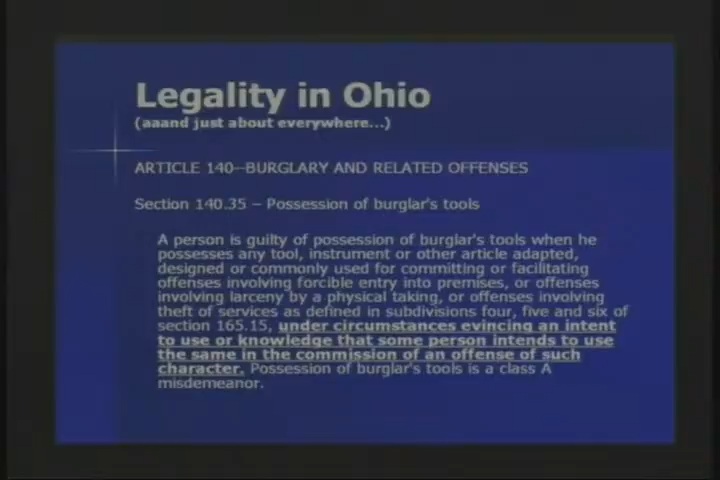 Legality in Ohio
(aaand just about everywhere...)
ARTICLE 140--BURGLARY AND RELATED OFFENSES
Section 140.35 – Possession of burglar's tools
A person is guilty of possession of burglar's tools when he
possesses any tool, instrument or other article adapted,
designed or commonly used for committing or facilitating
offenses involving forcible entry into premises, or offenses
involving larceny by a physical taking, or offenses involving
theft of services as defined in subdivisions four, five and six of
section 165.15, under circumstances evincing an intent
to use or knowledge that some person intends to use
the same in the commission of an offense of such
character. Possession of burglar's tools is a class A
misdemeanor.